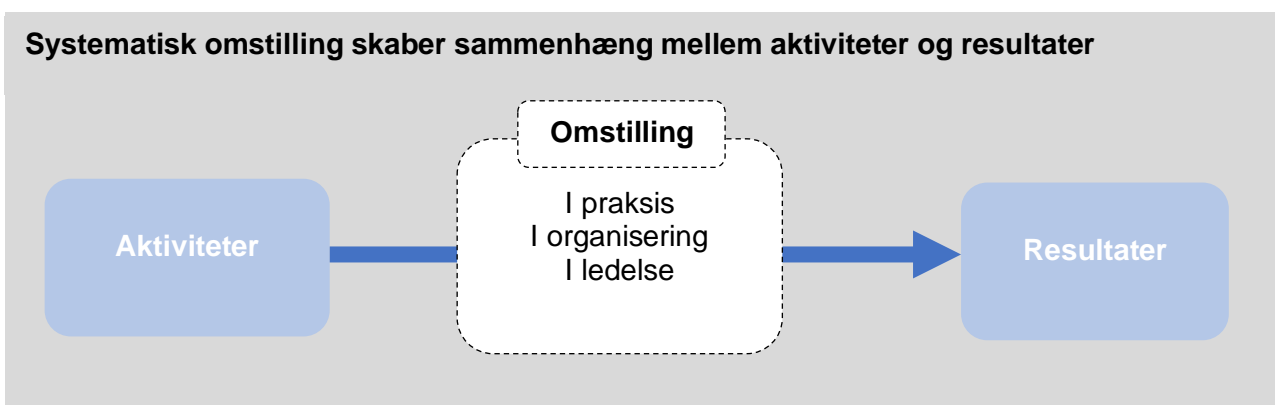 Systematisk omstilling skaber sammenhæng mellem aktiviteter og resultater
Omstilling
I praksis
I organisering
I ledelse
Aktiviteter
Resultater